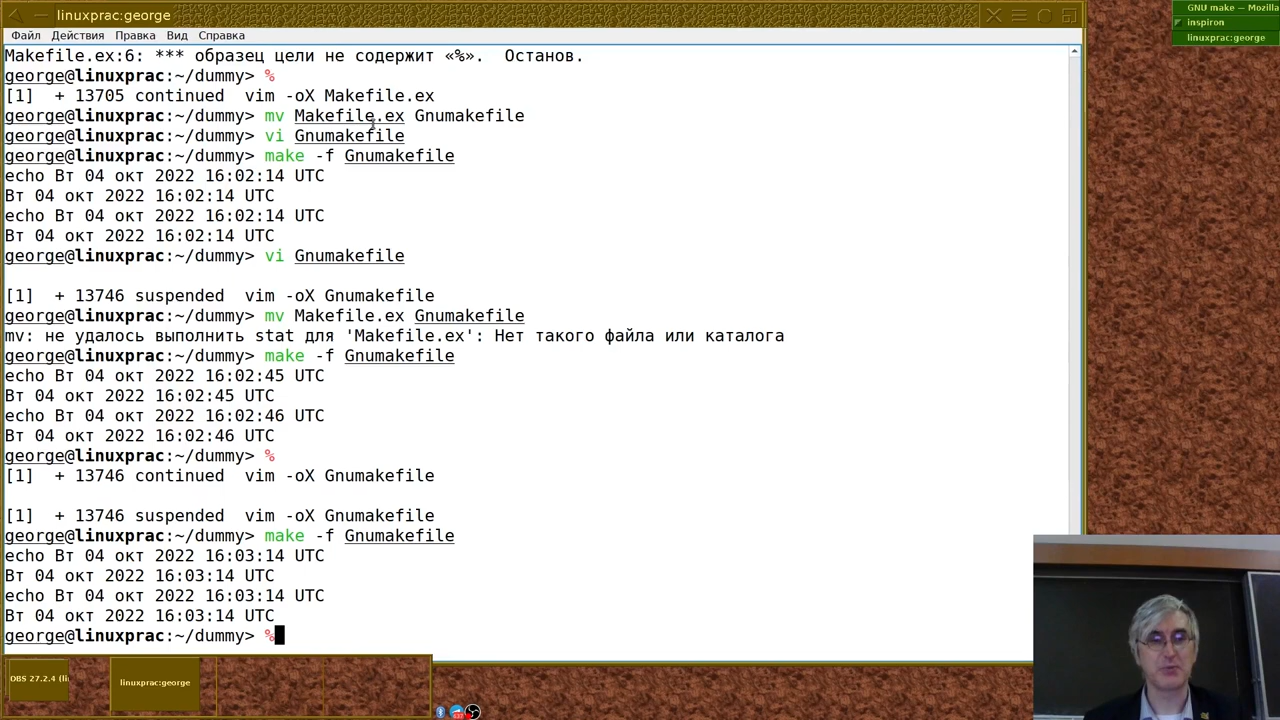 linuxprac:george
Файл Действия Правка Вид Справка
Makefile.ex:6: *** образец цели не содержит «%».  Останов.
george@linuxprac:~/dummy> %
[1]  + 13705 continued  vim -oX Makefile.ex
george@linuxprac:~/dummy> mv Makefile.ex Gnumakefile
george@linuxprac:~/dummy> vi Gnumakefile
george@linuxprac:~/dummy> make -f Gnumakefile
echo Вт 04 окт 2022 16:02:14 UTC
Вт 04 окт 2022 16:02:14 UTC
echo Вт 04 окт 2022 16:02:14 UTC
Вт 04 окт 2022 16:02:14 UTC
george@linuxprac:~/dummy> vi Gnumakefile
[1]  + 13746 suspended  vim -oX Gnumakefile
george@linuxprac:~/dummy> mv Makefile.ex Gnumakefile
mv: не удалось выполнить stat для 'Makefile.ex': Нет такого файла или каталога
george@linuxprac:~/dummy> make -f Gnumakefile
echo Вт 04 окт 2022 16:02:45 UTC
Вт 04 окт 2022 16:02:45 UTC
echo Вт 04 окт 2022 16:02:46 UTC
Вт 04 окт 2022 16:02:46 UTC
george@linuxprac:~/dummy> %
[1]  + 13746 continued  vim -oX Gnumakefile
[1]  + 13746 suspended  vim -oX Gnumakefile
george@linuxprac:~/dummy> make -f Gnumakefile
echo Вт 04 окт 2022 16:03:14 UTC
Вт 04 окт 2022 16:03:14 UTC
echo Вт 04 окт 2022 16:03:14 UTC
Вт 04 окт 2022 16:03:14 UTC
george@linuxprac:~/dummy> %
GNU make — Mozilla
inspiron
linuxprac:george
OBS 27.2.4 (li
linuxprac:george